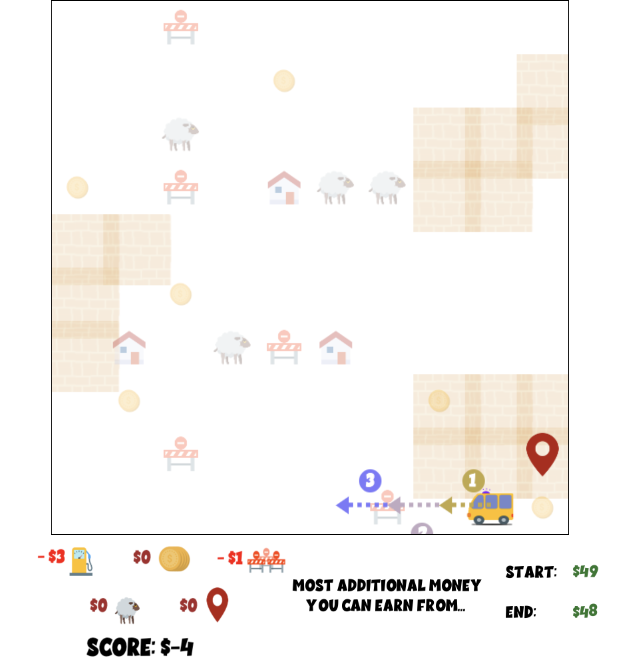 3
1
2
- $3
$0
- $1
$0
$0
SCORE: $-4
MOST ADDITIONAL MONEY
YOU CAN EARN FROM...
START: $49
END: $48